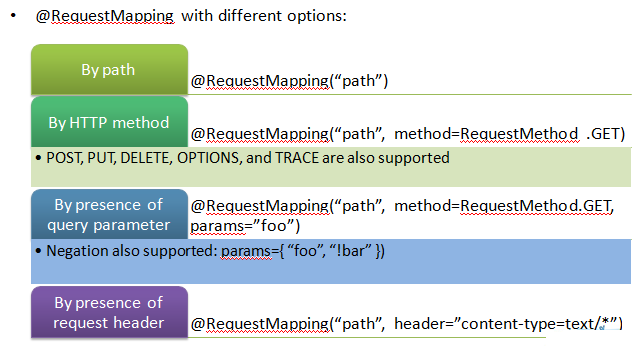 • @RequestMapping with different options:
By path
@RequestMapping(“path”)
By HTTP method
@RequestMapping(“path”, method=RequestMethod .GET)
• POST, PUT, DELETE, OPTIONS, and TRACE are also supported
By presence of
query parameter
@RequestMapping(“path”, method=RequestMethod.GET,
params=”foo”)
• Negation also supported: params={ “foo”, “!bar” })
By presence of
request header
@RequestMapping(“path”, header=”content-type=text/*”)